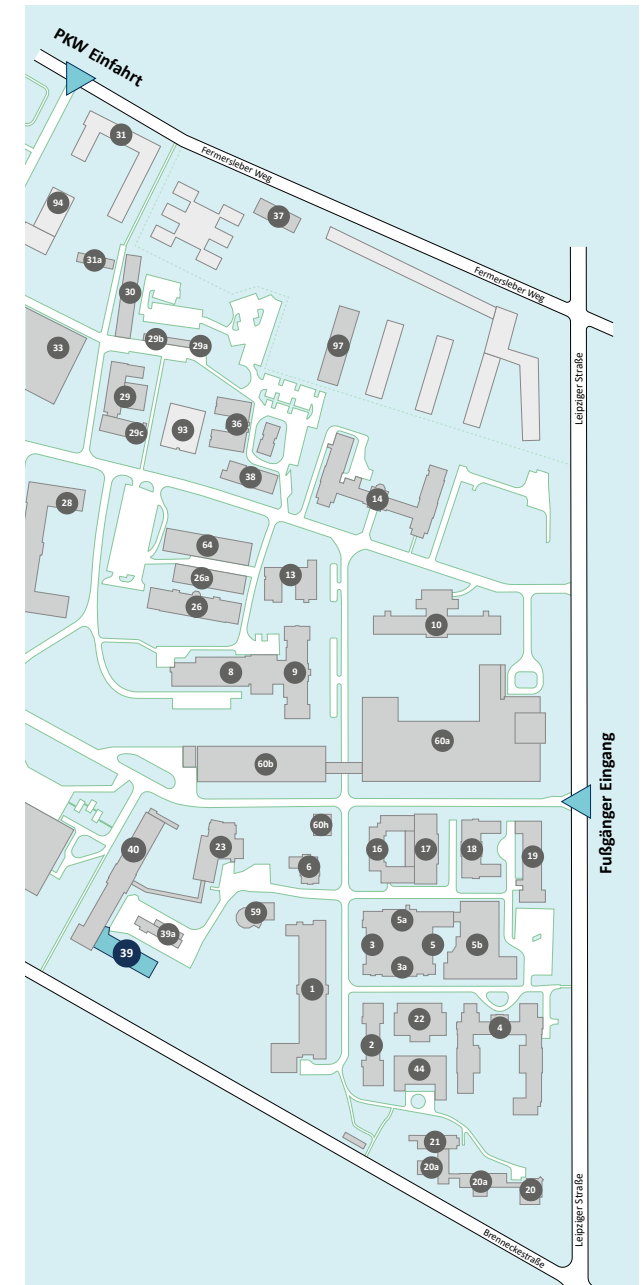 PKW Einfahrt
31
Fermersleber Weg
94
37
31a
Fermersleber Weg
30
29b
29a
97
33
Leipziger Straße
29
93
36
29c
38
28
14
64
13
26a
26
10
8
9
60a
60b
Fußgänger Eingang
60h
40
23
16
17
18
19
6
59
5a
39a
3
5
5b
39
3a
1
22
4
2
44
21
20a
20a
20
Leipziger Straße
Brenneckestraße